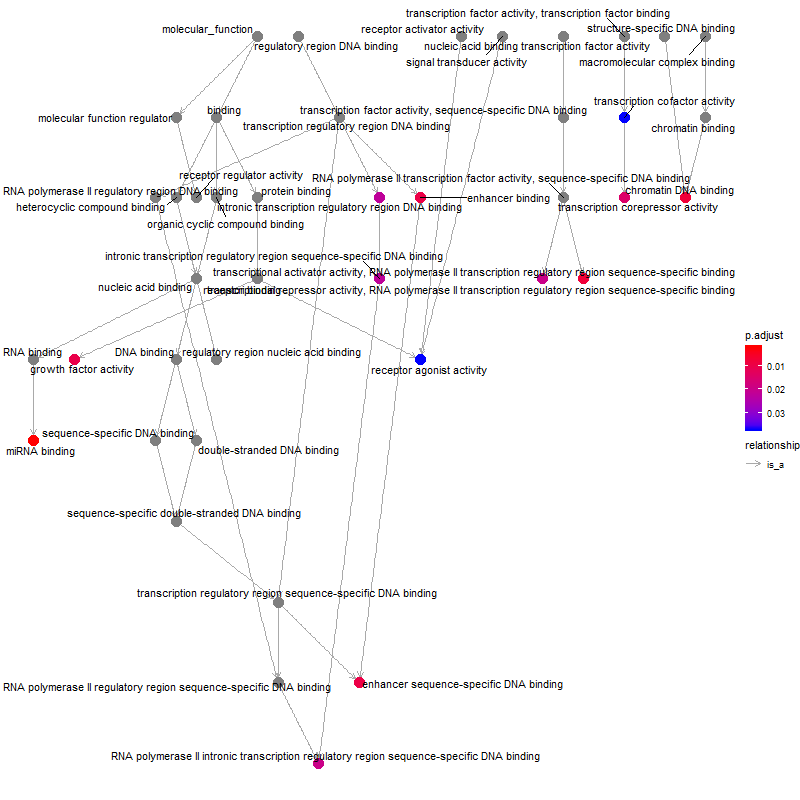 transcription factor activity, transcription factor binding
molecular_function
receptor activator activity
structure-specific DNA binding
regulatory region DNA binding
nucleic acid binding transcription factor activity
signal transducer activity
macromolecular complex binding
transcription cofactor activity
binding
transcription factor activity, sequence-specific DNA binding
molecular function regulator
transcription regulatory region DNA binding
chromatin binding
receptor regulator activity
RNA polymerase II transcription factor activity, sequence-specific DNA binding
RNA polymerase II regulatory region DNA binding
protein binding
chromatin DNA binding
enhancer binding
heterocyclic compound binding
intronic transcription regulatory region DNA binding
transcription corepressor activity
organic cyclic compound binding
intronic transcription regulatory region sequence-specific DNA binding
transcriptional activator activity, RNA polymerase II transcription regulatory region sequence-specific binding
nucleic acid binding
receptor binding
repressor activity, RNA polymerase II transcription regulatory region sequence-specific binding
p.adjust
0.01
0.02
0.03
relationship
is_a
RNA binding
DNA binding
regulatory region nucleic acid binding
growth factor activity
receptor agonist activity
sequence-specific DNA binding
miRNA binding
double-stranded DNA binding
sequence-specific double-stranded DNA binding
transcription regulatory region sequence-specific DNA binding
RNA polymerase II regulatory region sequence-specific DNA binding
enhancer sequence-specific DNA binding
RNA polymerase II intronic transcription regulatory region sequence-specific DNA binding